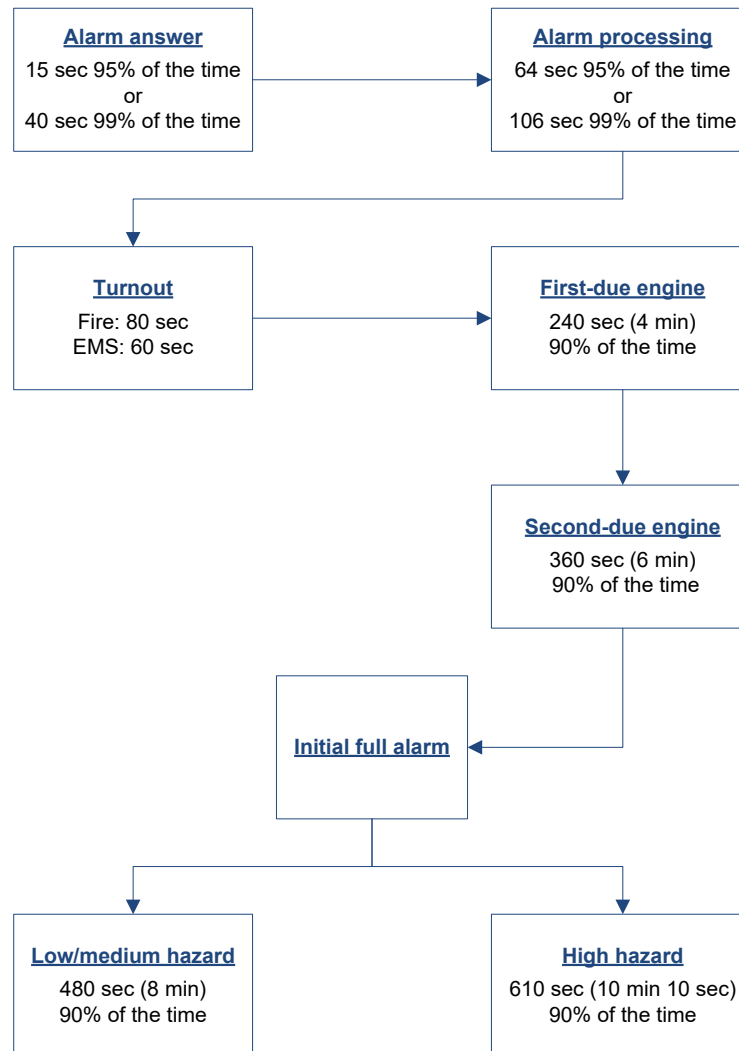 Alarm answer
15 sec 95% of the time
or
40 sec 99% of the time
Alarm processing
64 sec 95% of the time
or
106 sec 99% of the time
Turnout
Fire: 80 sec
EMS: 60 sec
First-due engine
240 sec (4 min)
90% of the time
Second-due engine
360 sec (6 min)
90% of the time
Initial full alarm
Low/medium hazard
480 sec (8 min)
90% of the time
High hazard
610 sec (10 min 10 sec)
90% of the time